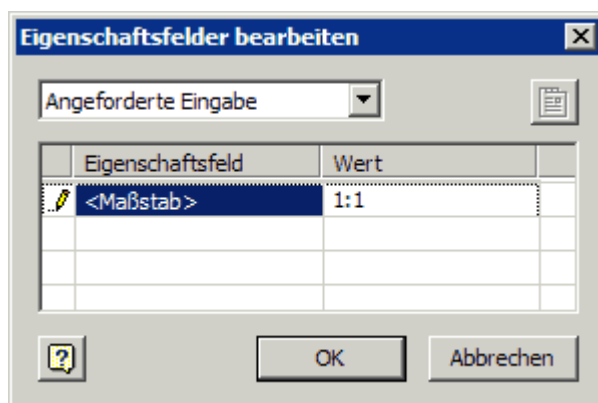 Eigenschaftsfelder bearbeiten
Angeforderte Eingabe
Eigenschaftsfeld Wert
<Maßstab> 1:1
OK Abbrechen